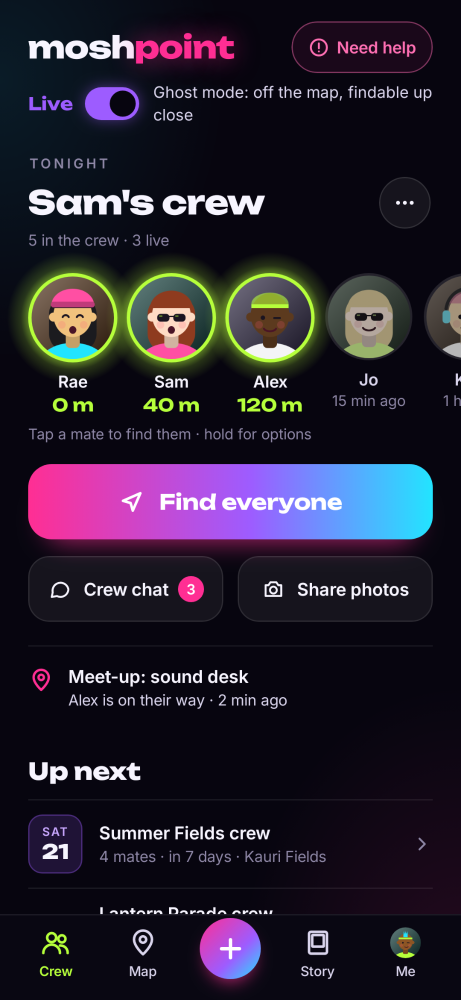 moshpoint
Need help
Live
Ghost mode: off the map, findable up
close
TONIGHT
Sam's crew
5 in the crew · 3 live
Rae
0 m
Sam
40 m
Alex
120 m
Jo
15 min ago
Tap a mate to find them · hold for options
Find everyone
Crew chat 3
Share photos
Meet-up: sound desk
Alex is on their way · 2 min ago
Up next
SAT
21
Summer Fields crew
4 mates · in 7 days · Kauri Fields
Lantern Parade crew
Crew
Map
Story
Me